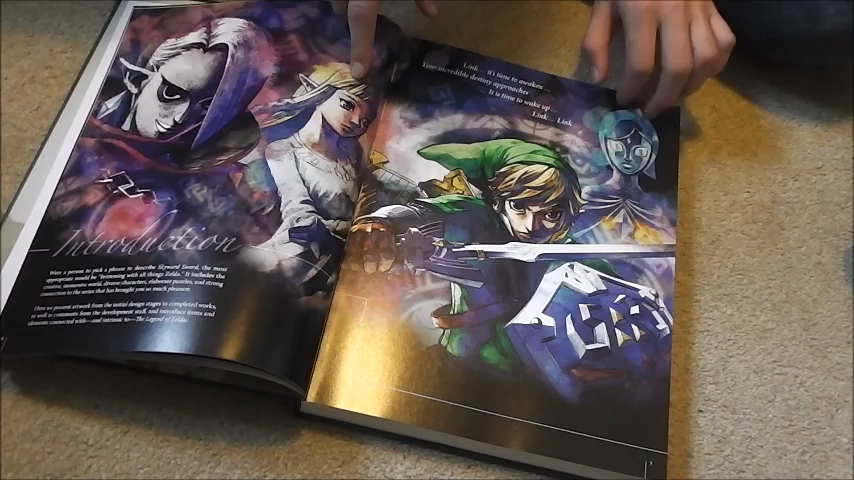 Introduction
Were a person to pick a phrase to describe Skyward Sword, the most
appropriate would be "brimming with all things Zelda." It includes the
creative, immersive world, diverse characters, elaborate puzzles, and strong
connection to the series that has brought you so much pleasure.
Here we present artwork from the initial design stages to completed works,
as well as comments from the development staff, and introduce items and
elements connected with—and intrinsic to—The Legend of Zelda.
Link... it's time to awaken...
Your incredible destiny approaches...
It is time to wake up...
Link... Link...